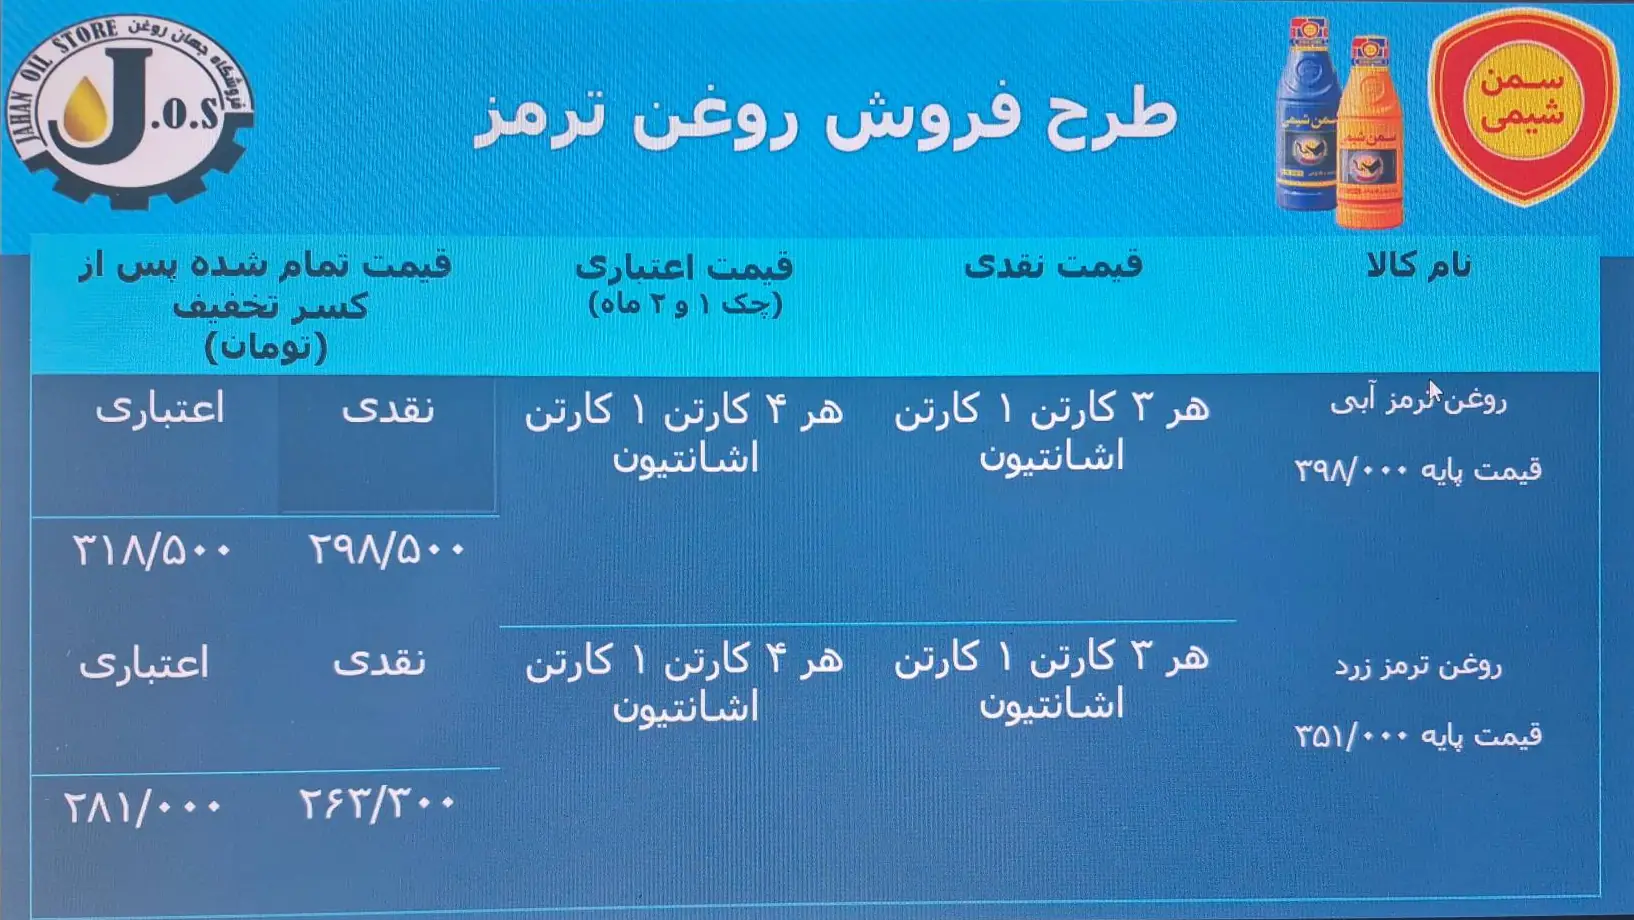 فروشگاه جهان روغن
JAHAN OIL STORE
J.O.S
طرح فروش روغن ترمز
سمن شیمی
سمن شیمی
سمن
شیمی
نام کالا
قیمت نقدی
قیمت اعتباری
(چک ۱ و ۲ ماه)
قیمت تمام شده پس از
کسر تخفیف
(تومان)
روغن ترمز آبی
قیمت پایه ۳۹۸/۰۰۰
هر ۳ کارتن ۱ کارتن
اشانتیون
هر ۴ کارتن ۱ کارتن
اشانتیون
نقدی
اعتباری
۲۹۸/۵۰۰
۳۱۸/۵۰۰
روغن ترمز زرد
قیمت پایه ۳۵۱/۰۰۰
هر ۳ کارتن ۱ کارتن
اشانتیون
هر ۴ کارتن ۱ کارتن
اشانتیون
نقدی
اعتباری
۲۶۳/۳۰۰
۲۸۱/۰۰۰